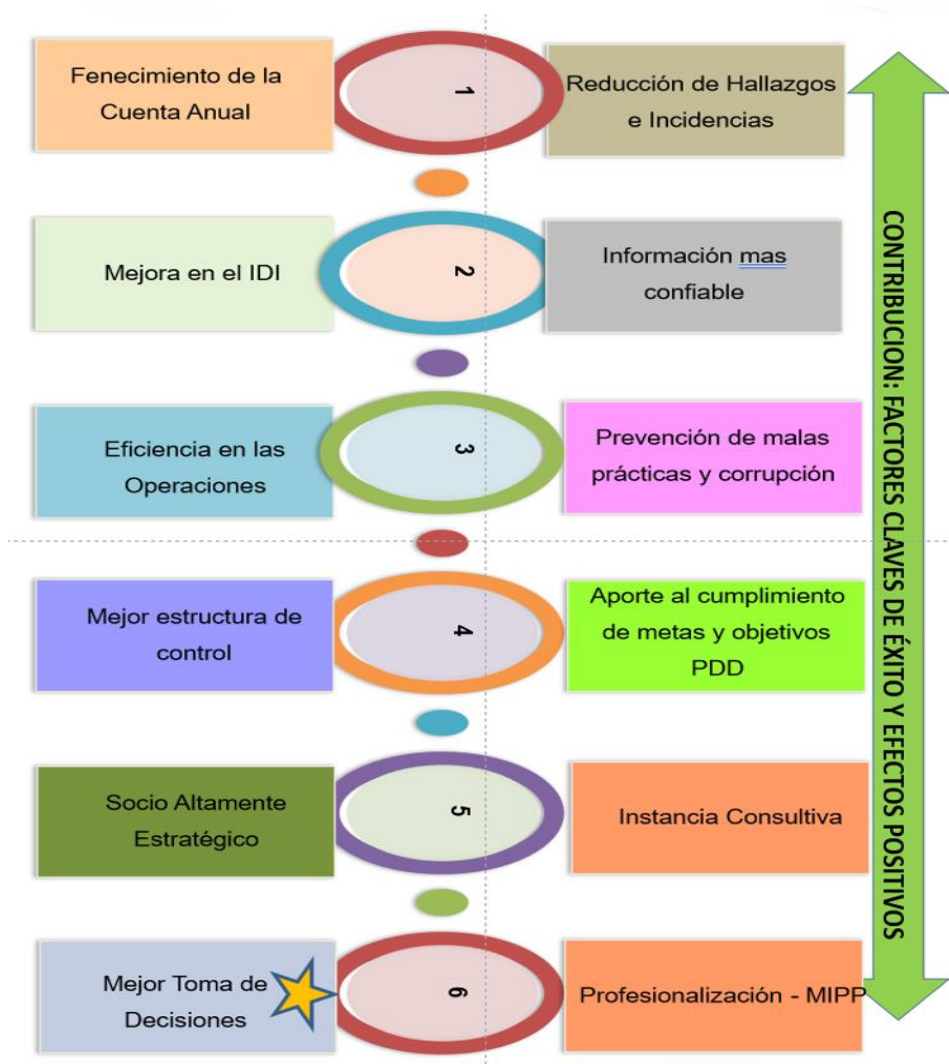 Fenecimiento de la
Cuenta Anual
1
Reducción de Hallazgos
e Incidencias
Mejora en el IDI
2
Información mas
confiable
Eficiencia en las
Operaciones
3
Prevención de malas
prácticas y corrupción
Mejor estructura de
control
4
Aporte al cumplimiento
de metas y objetivos
PDD
Socio Altamente
Estratégico
5
Instancia Consultiva
Mejor Toma de
Decisiones
6
Profesionalización - MIPP
CONTRIBUCION: FACTORES CLAVES DE ÉXITO Y EFECTOS POSITIVOS